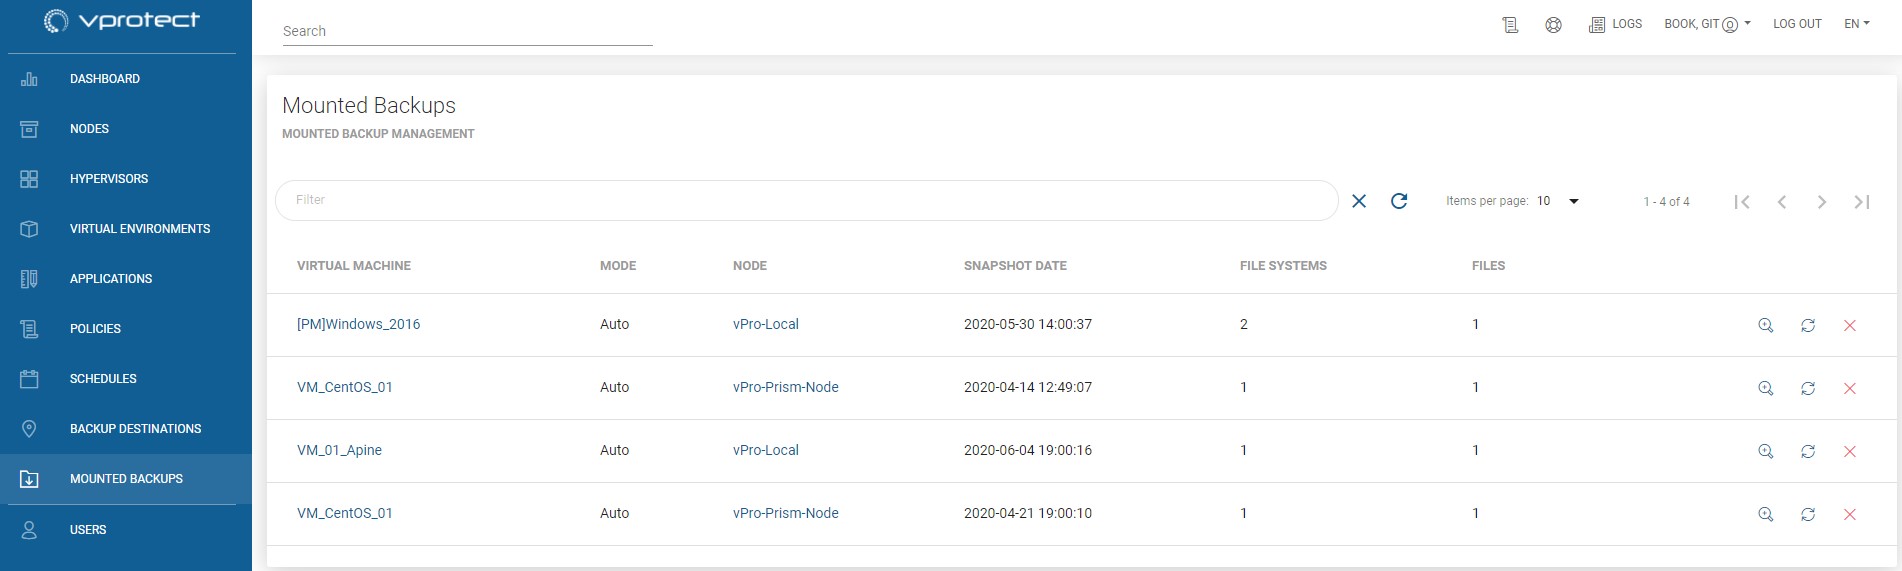 vprotect
Search
LOGS
BOOK, GIT
LOG OUT
EN
DASHBOARD
NODES
HYPERVISORS
VIRTUAL ENVIRONMENTS
APPLICATIONS
POLICIES
SCHEDULES
BACKUP DESTINATIONS
MOUNTED BACKUPS
USERS
Mounted Backups
MOUNTED BACKUP MANAGEMENT
Filter
Items per page: 10
1 - 4 of 4
VIRTUAL MACHINE MODE NODE SNAPSHOT DATE FILE SYSTEMS FILES
[PM]Windows_2016 Auto vPro-Local 2020-05-30 14:00:37 2 1
VM_CentOS_01 Auto vPro-Prism-Node 2020-04-14 12:49:07 1 1
VM_01_Apine Auto vPro-Local 2020-06-04 19:00:16 1 1
VM_CentOS_01 Auto vPro-Prism-Node 2020-04-21 19:00:10 1 1